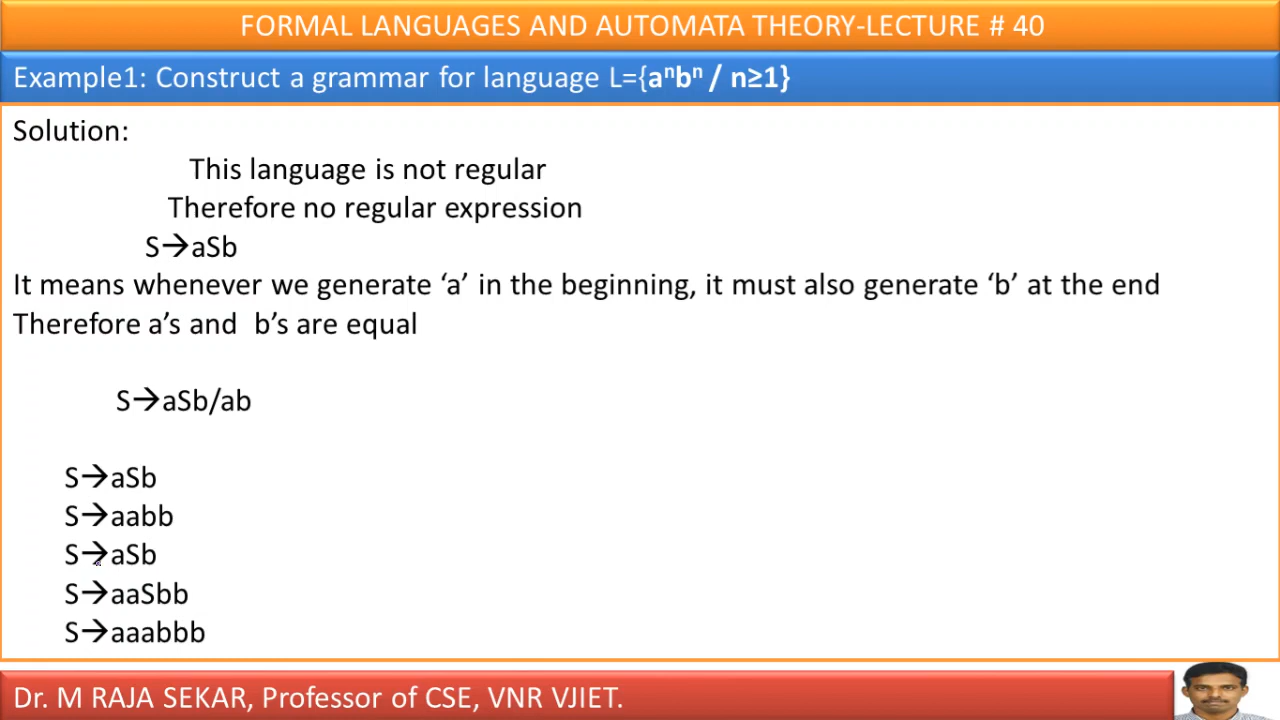 FORMAL LANGUAGES AND AUTOMATA THEORY-LECTURE # 40
Example1: Construct a grammar for language L={aⁿbⁿ / n≥1}
Solution:
This language is not regular
Therefore no regular expression
S→aSb
It means whenever we generate ‘a’ in the beginning, it must also generate ‘b’ at the end
Therefore a’s and b’s are equal
S→aSb/ab
S→aSb
S→aabb
S→aSb
S→aaSbb
S→aaabbb
Dr. M RAJA SEKAR, Professor of CSE, VNR VJIET.